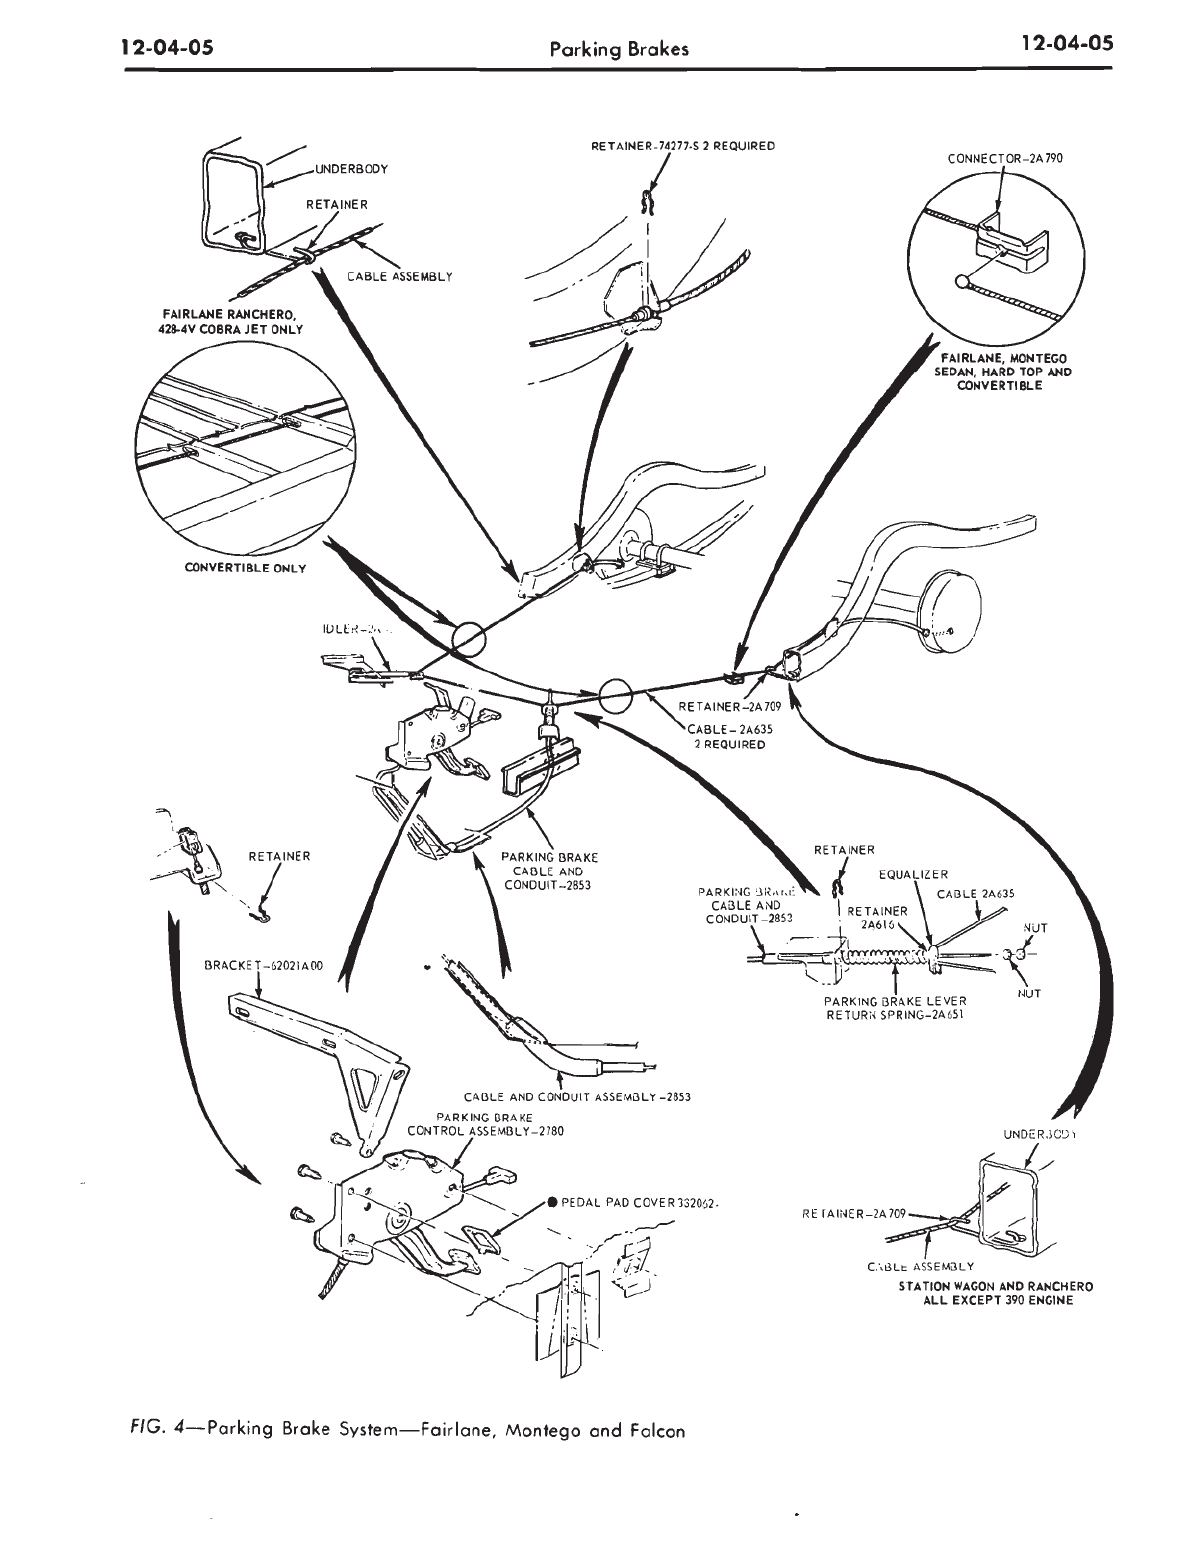 12-04-05
Parking Brakes
12-04-05
UNDERBODY
RETAINER
CABLE ASSEMBLY
FAIRLANE RANCHERO,
428-4V COBRA JET ONLY
RETAINER-74277-S 2 REQUIRED
CONNECTOR-2A790
FAIRLANE, MONTEGO
SEDAN, HARD TOP AND
CONVERTIBLE
CONVERTIBLE ONLY
IDLER
RETAINER-2A709
CABLE-2A635
2 REQUIRED
PARKING BRAKE
CABLE AND
CONDUIT-2853
RETAINER
BRACKET-62021A00
CABLE AND CONDUIT ASSEMBLY-2853
PARKING BRAKE
CONTROL ASSEMBLY-2780
● PEDAL PAD COVER
RETAINER
EQUALIZER
CABLE 2A635
PARKING BRAKE
CABLE AND
CONDUIT-2853
RETAINER
2A616
NUT
NUT
PARKING BRAKE LEVER
RETURN SPRING-2A651
UNDERBODY
RETAINER-2A709
CABLE ASSEMBLY
STATION WAGON AND RANCHERO
ALL EXCEPT 390 ENGINE
FIG. 4—Parking Brake System—Fairlane, Montego and Falcon